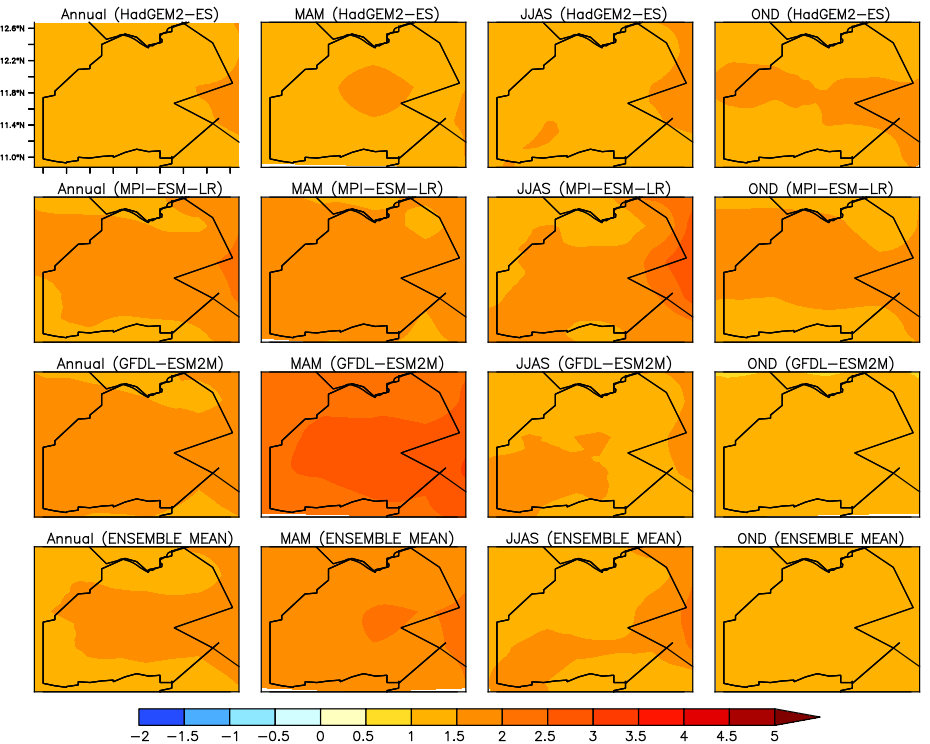 Annual (HadGEM2−ES) MAM (HadGEM2−ES) JJAS (HadGEM2−ES) OND (HadGEM2−ES)
12.6°N
12.2°N
11.8°N
11.4°N
11.0°N
Annual (MPI−ESM−LR) MAM (MPI−ESM−LR) JJAS (MPI−ESM−LR) OND (MPI−ESM−LR)
Annual (GFDL−ESM2M) MAM (GFDL−ESM2M) JJAS (GFDL−ESM2M) OND (GFDL−ESM2M)
Annual (ENSEMBLE MEAN) MAM (ENSEMBLE MEAN) JJAS (ENSEMBLE MEAN) OND (ENSEMBLE MEAN)
−2 −1.5 −1 −0.5 0 0.5 1 1.5 2 2.5 3 3.5 4 4.5 5